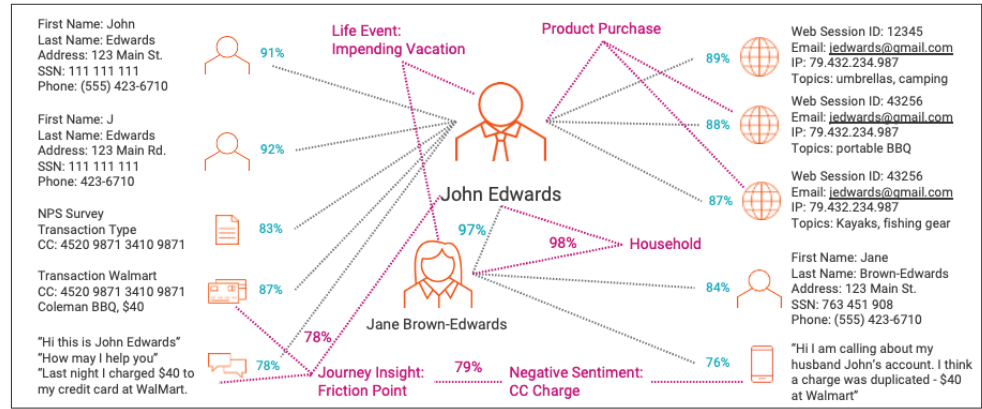 First Name: John
Last Name: Edwards
Address: 123 Main St.
SSN: 111 111 111
Phone: (555) 423-6710
91%
First Name: J
Last Name: Edwards
Address: 123 Main Rd.
SSN: 111 111 111
Phone: 423-6710
92%
NPS Survey
Transaction Type
CC: 4520 9871 3410 9871
83%
Transaction Walmart
CC: 4520 9871 3410 9871
Coleman BBQ, $40
87%
“Hi this is John Edwards”
“How may I help you”
“Last night I charged $40 to
my credit card at WalMart.
78%
Life Event:
Impending Vacation
Product Purchase
John Edwards
97%
98%
Household
Jane Brown-Edwards
78%
Journey Insight:
Friction Point
79%
Negative Sentiment:
CC Charge
89%
Web Session ID: 12345
Email: jedwards@gmail.com
IP: 79.432.234.987
Topics: umbrellas, camping
88%
Web Session ID: 43256
Email: jedwards@gmail.com
IP: 79.432.234.987
Topics: portable BBQ
87%
Web Session ID: 43256
Email: jedwards@gmail.com
IP: 79.432.234.987
Topics: Kayaks, fishing gear
84%
First Name: Jane
Last Name: Brown-Edwards
Address: 123 Main St.
SSN: 763 451 908
Phone: (555) 423-6710
76%
“Hi I am calling about my
husband John’s account. I think
a charge was duplicated - $40
at Walmart”